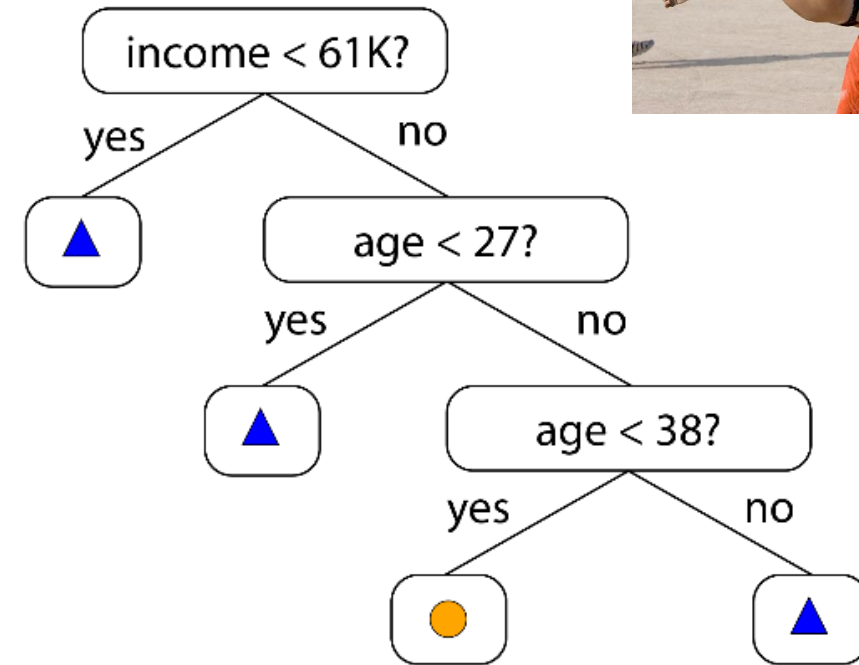 income < 61K?
yes
no
age < 27?
yes
no
age < 38?
yes
no